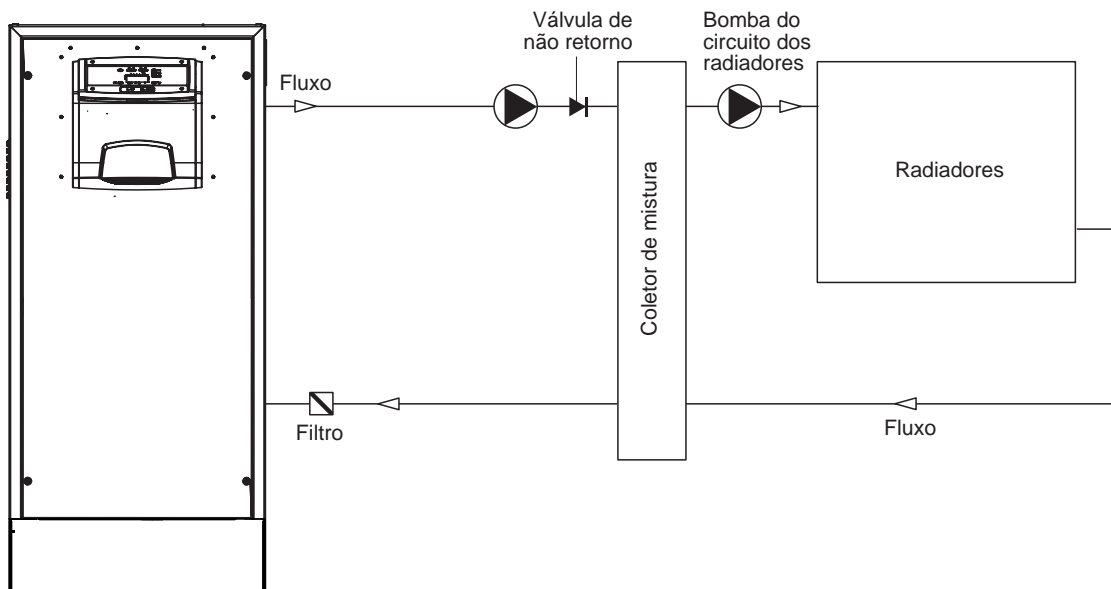 Válvula de
não retorno
Bomba do
circuito dos
radiadores
Fluxo
Radiadores
Coletor de mistura
Filtro
Fluxo